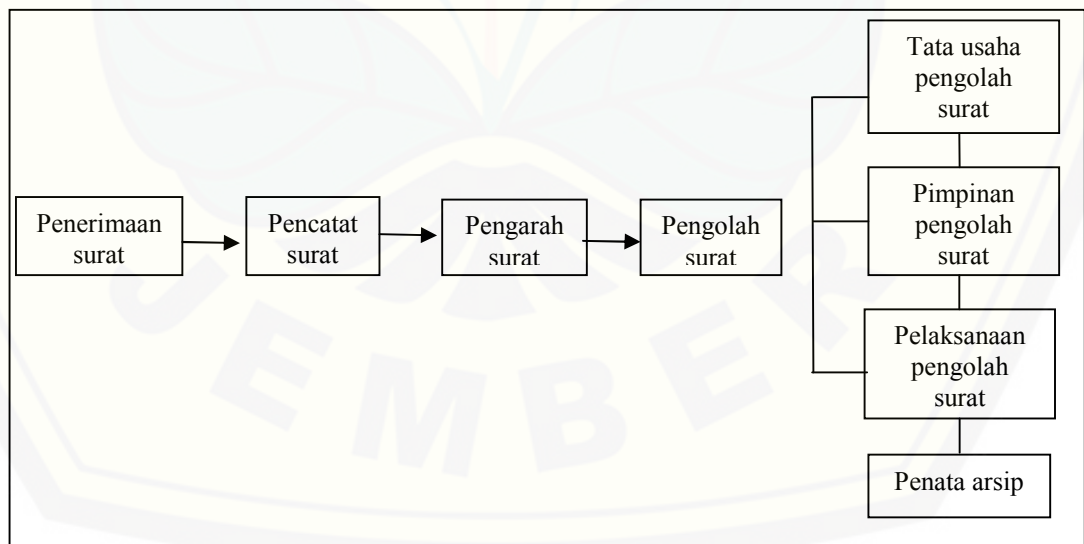 Penerimaan
surat
Pencatat
surat
Pengarah
surat
Pengolah
surat
Tata usaha
pengolah
surat
Pimpinan
pengolah
surat
Pelaksanaan
pengolah
surat
Penata arsip
JEMBER